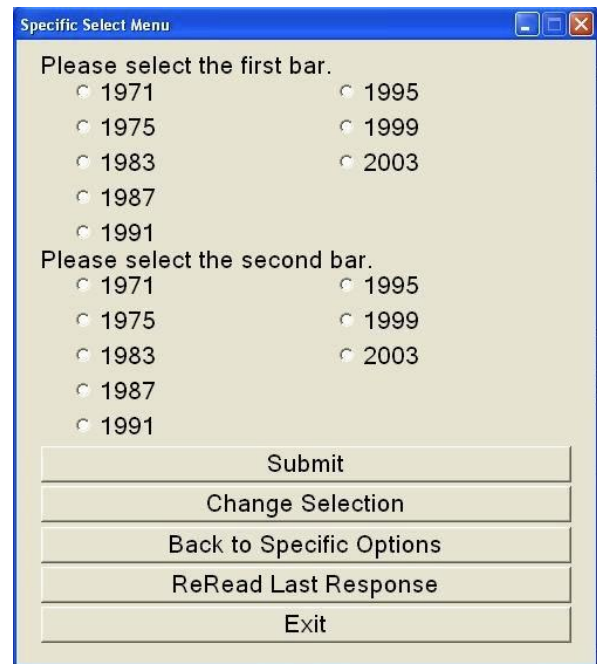 Specific Select Menu
Please select the first bar.
1971 1995
1975 1999
1983 2003
1987
1991
Please select the second bar.
1971 1995
1975 1999
1983 2003
1987
1991
Submit
Change Selection
Back to Specific Options
ReRead Last Response
Exit